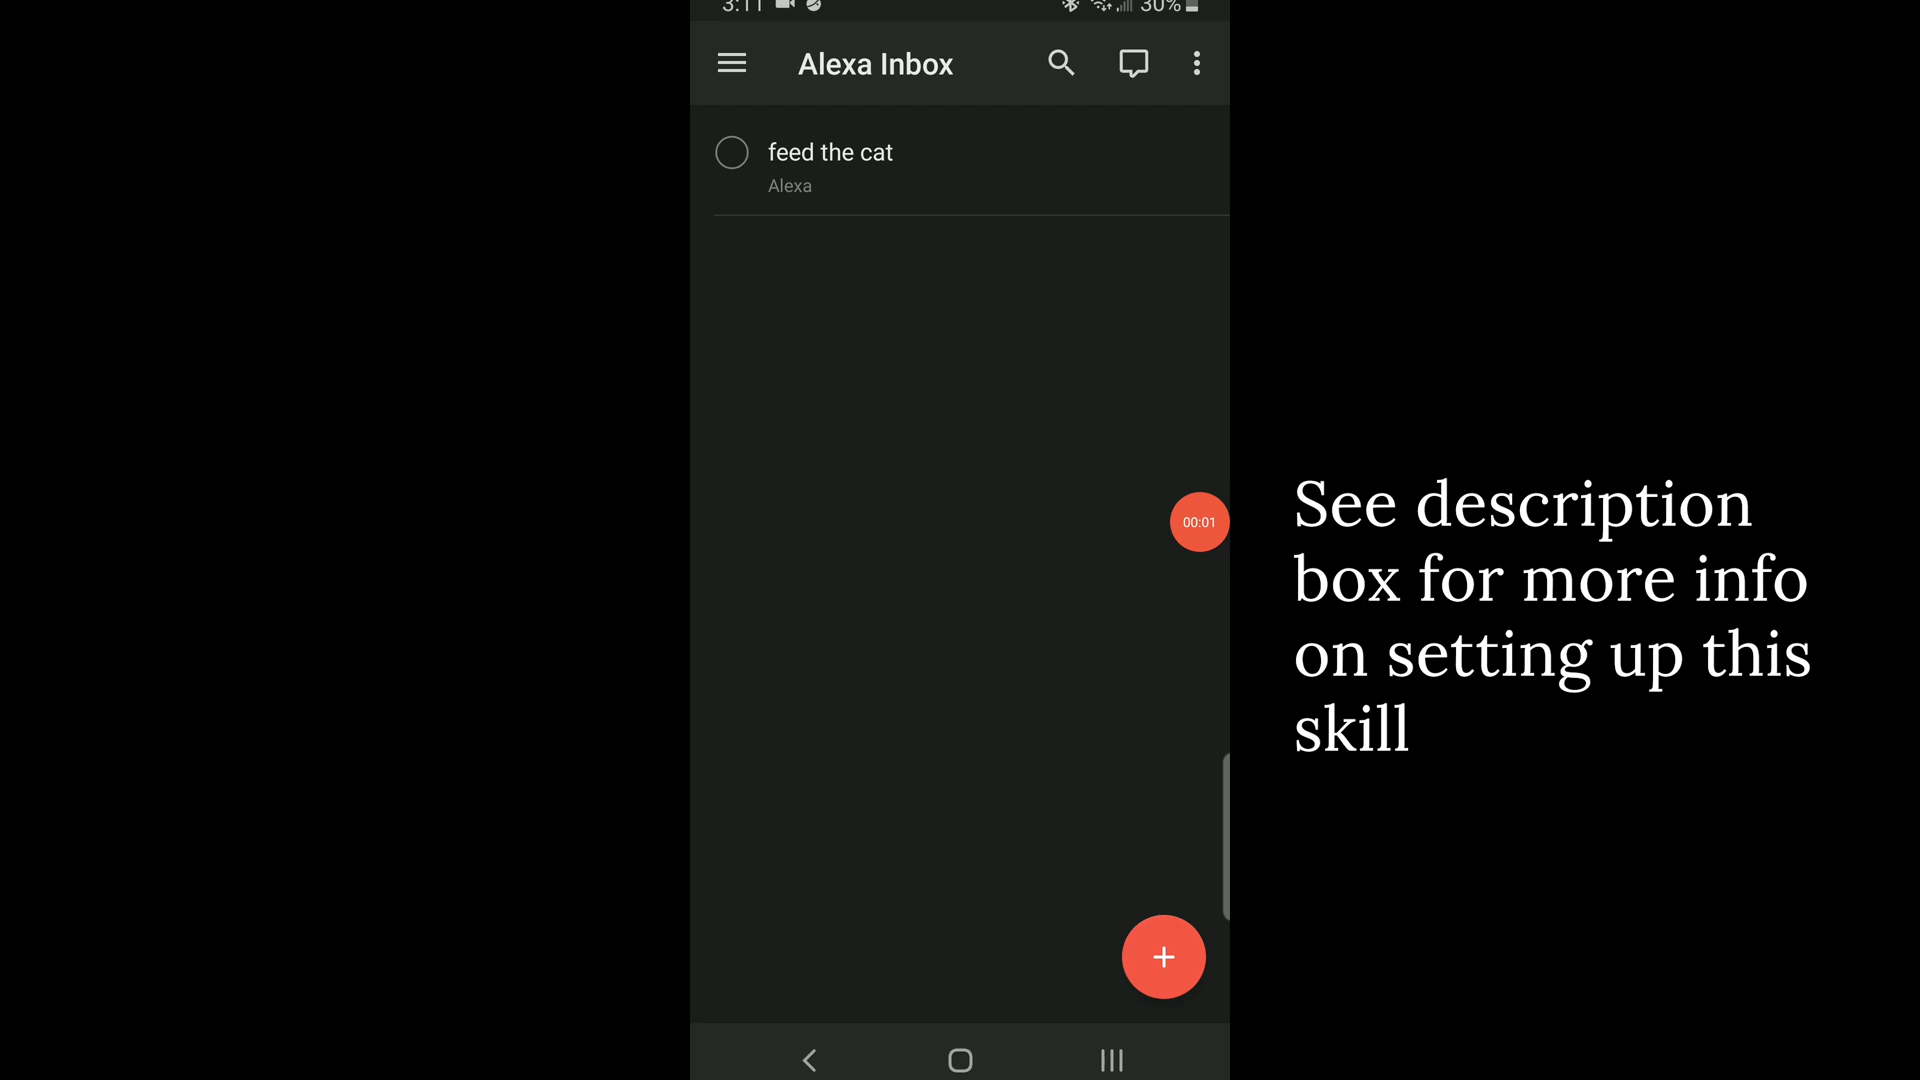 3:11 30%
Alexa Inbox
feed the cat
Alexa
00:01
See description
box for more info
on setting up this
skill